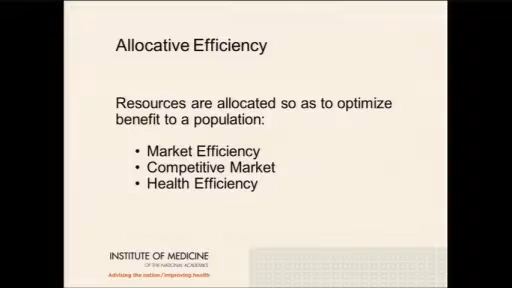 Allocative Efficiency
Resources are allocated so as to optimize
benefit to a population:
• Market Efficiency
• Competitive Market
• Health Efficiency
INSTITUTE OF MEDICINE
OF THE NATIONAL ACADEMIES
Advising the nation/Improving health